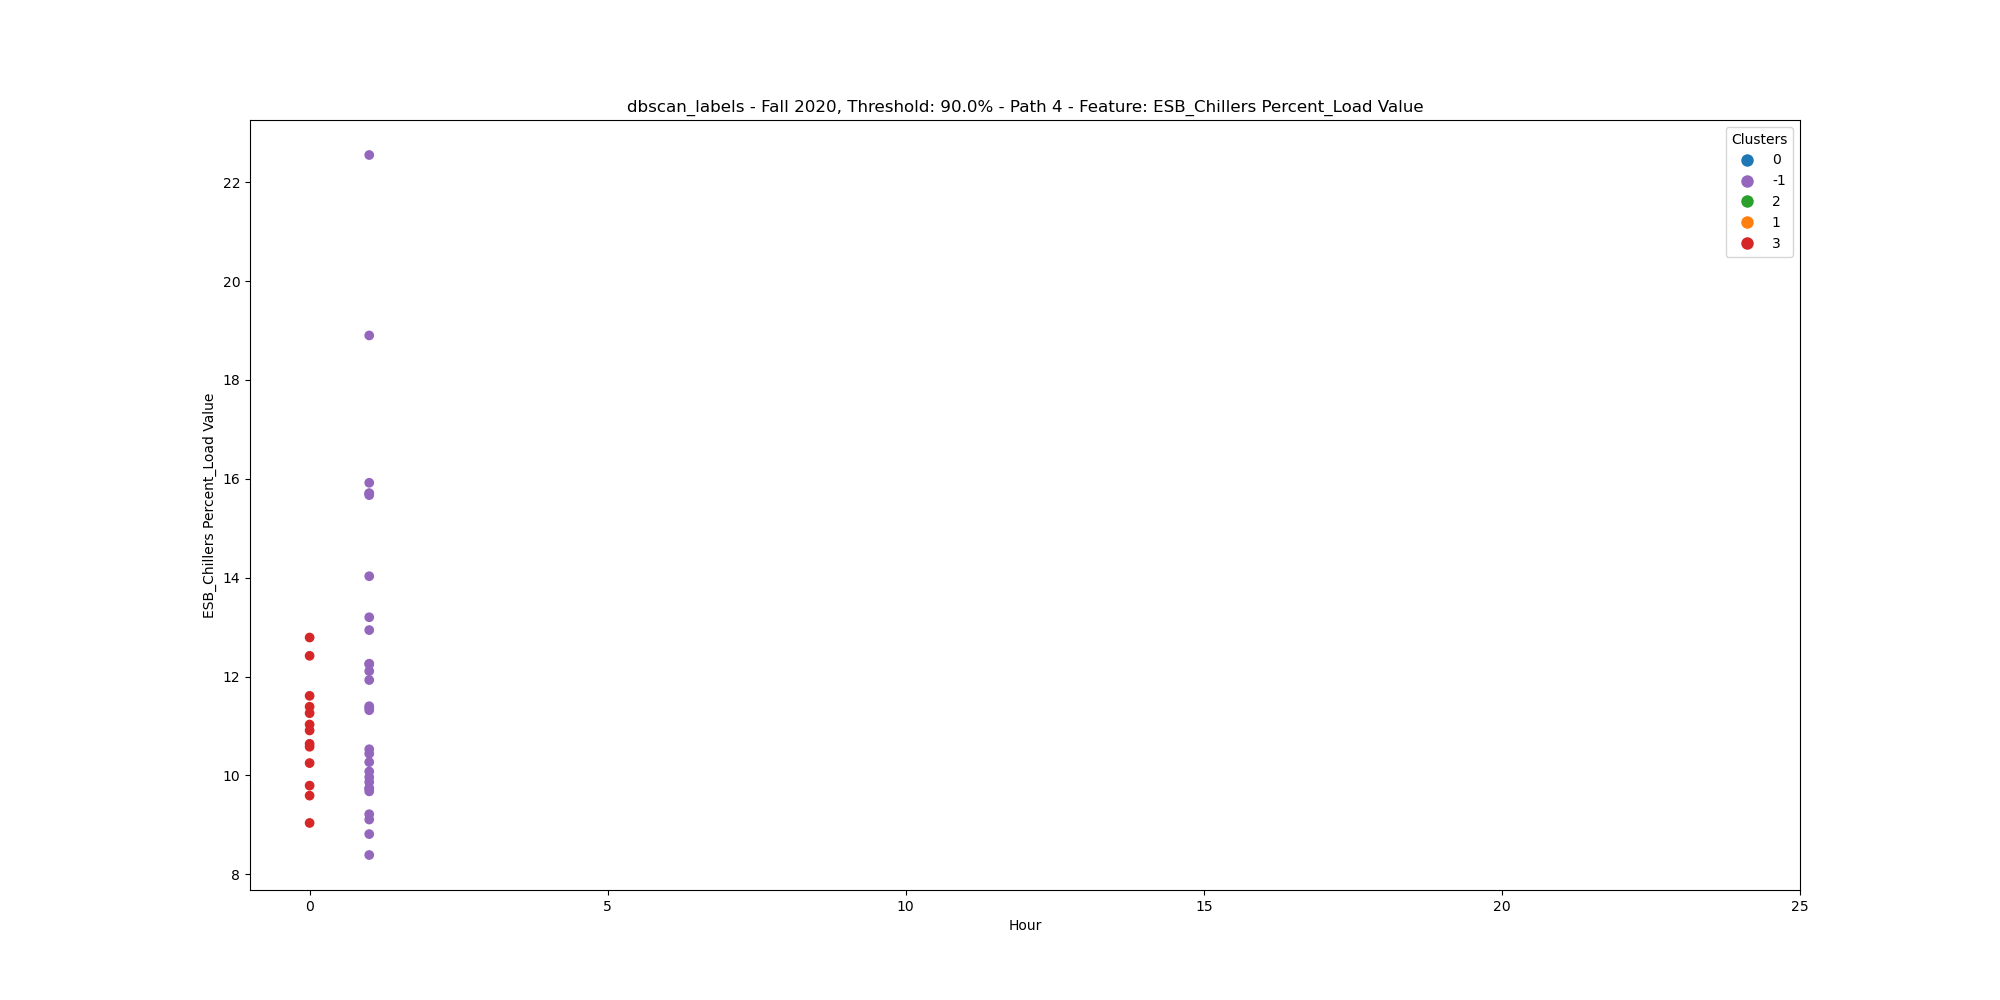 dbscan_labels - Fall 2020, Threshold: 90.0% - Path 4 - Feature: ESB_Chillers Percent_Load Value
Clusters
0
-1
2
1
3
22
20
18
16
14
12
10
8
ESB_Chillers Percent_Load Value
0 5 10 15 20 25
Hour